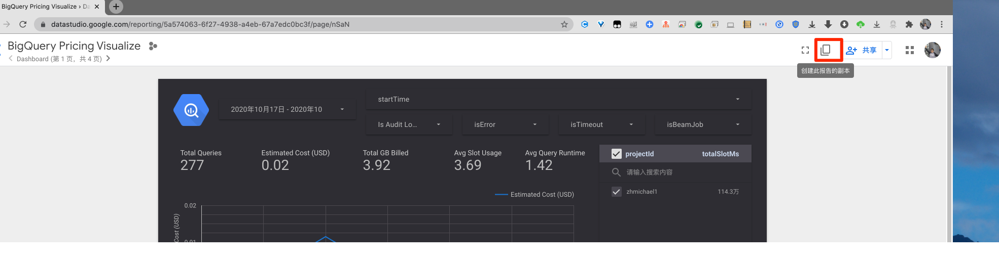 BigQuery Pricing Visualize › Da
datastudio.google.com/reporting/5a574063-6f27-4938-a4eb-67a7edc0bc3f/page/nSaN
BigQuery Pricing Visualize
Dashboard (第 1 页，共 4 页)
共享
创建此报告的副本
startTime
2020年10月17日 - 2020年10
Is Audit Lo...
isError
isTimeout
isBeamJob
Total Queries
277
Estimated Cost (USD)
0.02
Total GB Billed
3.92
Avg Slot Usage
3.69
Avg Query Runtime
1.42
projectId
totalSlotMs
请输入搜索内容
zhmichael1
114.3万
Estimated Cost (USD)
0.02
0.01
Cost (USD)